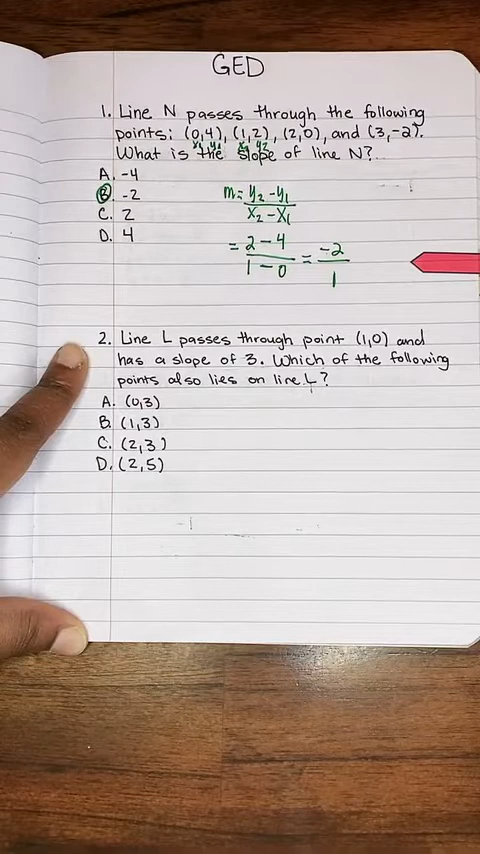 GED
1. Line N passes through the following
points: (0,4), (1,2), (2,0), and (3,-2).
x₁ y₁ x₂ y₂
What is the slope of line N?
A. -4
B. -2
C. 2
D. 4
m = y₂ - y₁
x₂ - x₁
= 2 - 4 = -2
1 - 0 1
2. Line L passes through point (1,0) and
has a slope of 3. Which of the following
points also lies on line L?
A. (0,3)
B. (1,3)
C. (2,3)
D. (2,5)